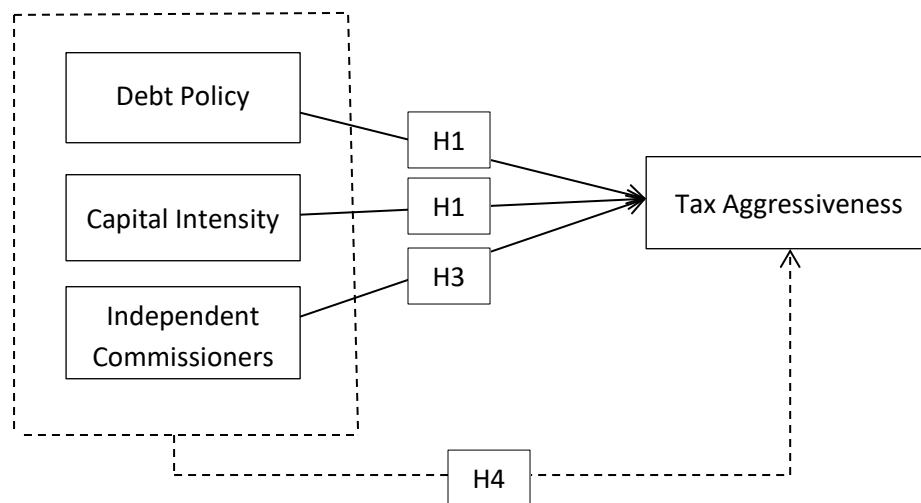 Debt Policy
H1
Capital Intensity
H1
Tax Aggressiveness
H3
Independent
Commissioners
H4